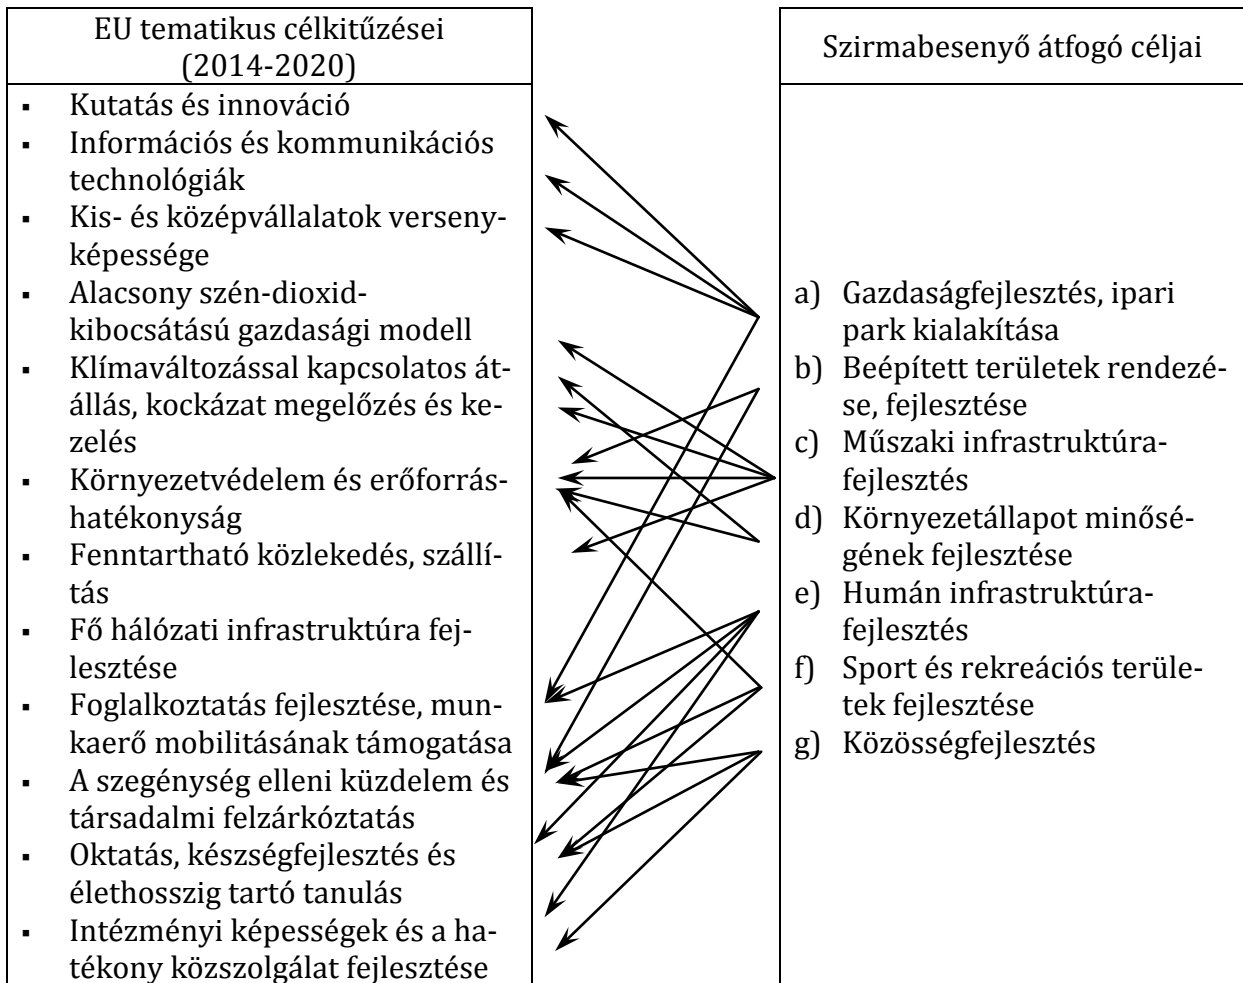 EU tematikus célkitűzései
(2014-2020)
▪ Kutatás és innováció
▪ Információs és kommunikációs
technológiák
▪ Kis- és középvállalatok verseny-
képessége
▪ Alacsony szén-dioxid-
kibocsátású gazdasági modell
▪ Klímaváltozással kapcsolatos át-
állás, kockázat megelőzés és ke-
zelés
▪ Környezetvédelem és erőforrás-
hatékonyság
▪ Fenntartható közlekedés, szállí-
tás
▪ Fő hálózati infrastruktúra fej-
lesztése
▪ Foglalkoztatás fejlesztése, mun-
kaerő mobilitásának támogatása
▪ A szegénység elleni küzdelem és
társadalmi felzárkóztatás
▪ Oktatás, készségfejlesztés és
élethosszig tartó tanulás
▪ Intézményi képességek és a ha-
tékony közszolgálat fejlesztése
Szirmabesenyő átfogó céljai
a) Gazdaságfejlesztés, ipari
park kialakítása
b) Beépített területek rendezé-
se, fejlesztése
c) Műszaki infrastruktúra-
fejlesztés
d) Környezetállapot minősé-
gének fejlesztése
e) Humán infrastruktúra-
fejlesztés
f) Sport és rekreációs terüle-
tek fejlesztése
g) Közösségfejlesztés